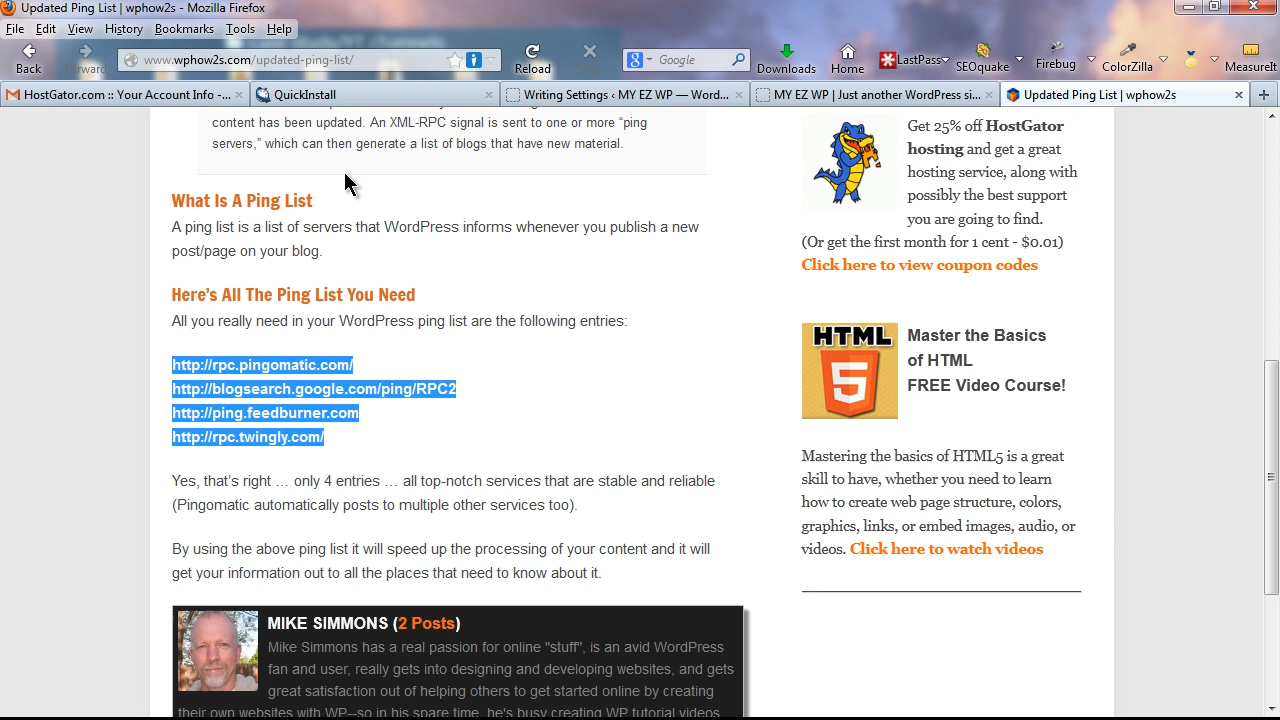 Updated Ping List | wphow2s - Mozilla Firefox
File Edit View History Bookmarks Tools Help
www.wphow2s.com/updated-ping-list/
Google
Back Forward Reload Downloads Home LastPass SEOquake Firebug ColorZilla MeasureIt
HostGator.com :: Your Account Info -...
QuickInstall
Writing Settings ‹ MY EZ WP — Word...
MY EZ WP | Just another WordPress si...
Updated Ping List | wphow2s
content has been updated. An XML-RPC signal is sent to one or more “ping
servers,” which can then generate a list of blogs that have new material.
What Is A Ping List
A ping list is a list of servers that WordPress informs whenever you publish a new
post/page on your blog.
Here’s All The Ping List You Need
All you really need in your WordPress ping list are the following entries:
http://rpc.pingomatic.com/
http://blogsearch.google.com/ping/RPC2
http://ping.feedburner.com
http://rpc.twingly.com/
Yes, that’s right … only 4 entries … all top-notch services that are stable and reliable
(Pingomatic automatically posts to multiple other services too).
By using the above ping list it will speed up the processing of your content and it will
get your information out to all the places that need to know about it.
MIKE SIMMONS (2 Posts)
Mike Simmons has a real passion for online "stuff", is an avid WordPress
fan and user, really gets into designing and developing websites, and gets
great satisfaction out of helping others to get started online by creating
their own websites with WP--so in his spare time, he's busy creating WP tutorial videos
Get 25% off HostGator
hosting and get a great
hosting service, along with
possibly the best support
you are going to find.
(Or get the first month for 1 cent - $0.01)
Click here to view coupon codes
HTML
5
Master the Basics
of HTML
FREE Video Course!
Mastering the basics of HTML5 is a great
skill to have, whether you need to learn
how to create web page structure, colors,
graphics, links, or embed images, audio, or
videos. Click here to watch videos